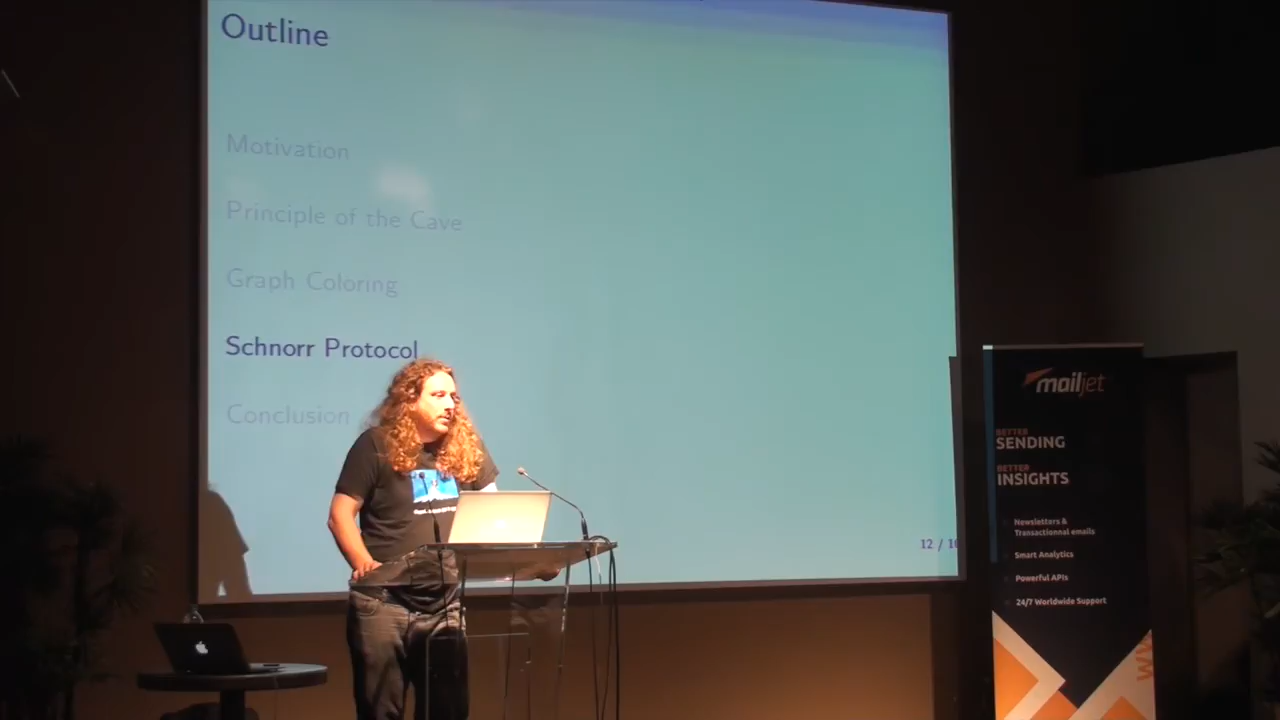 Outline
Motivation
Principle of the Cave
Graph Coloring
Schnorr Protocol
Conclusion
12 /
mailjet
BETTER
SENDING
BETTER
INSIGHTS
Newsletters &
Transactionnal emails
Smart Analytics
Powerful APIs
24/7 Worldwide Support